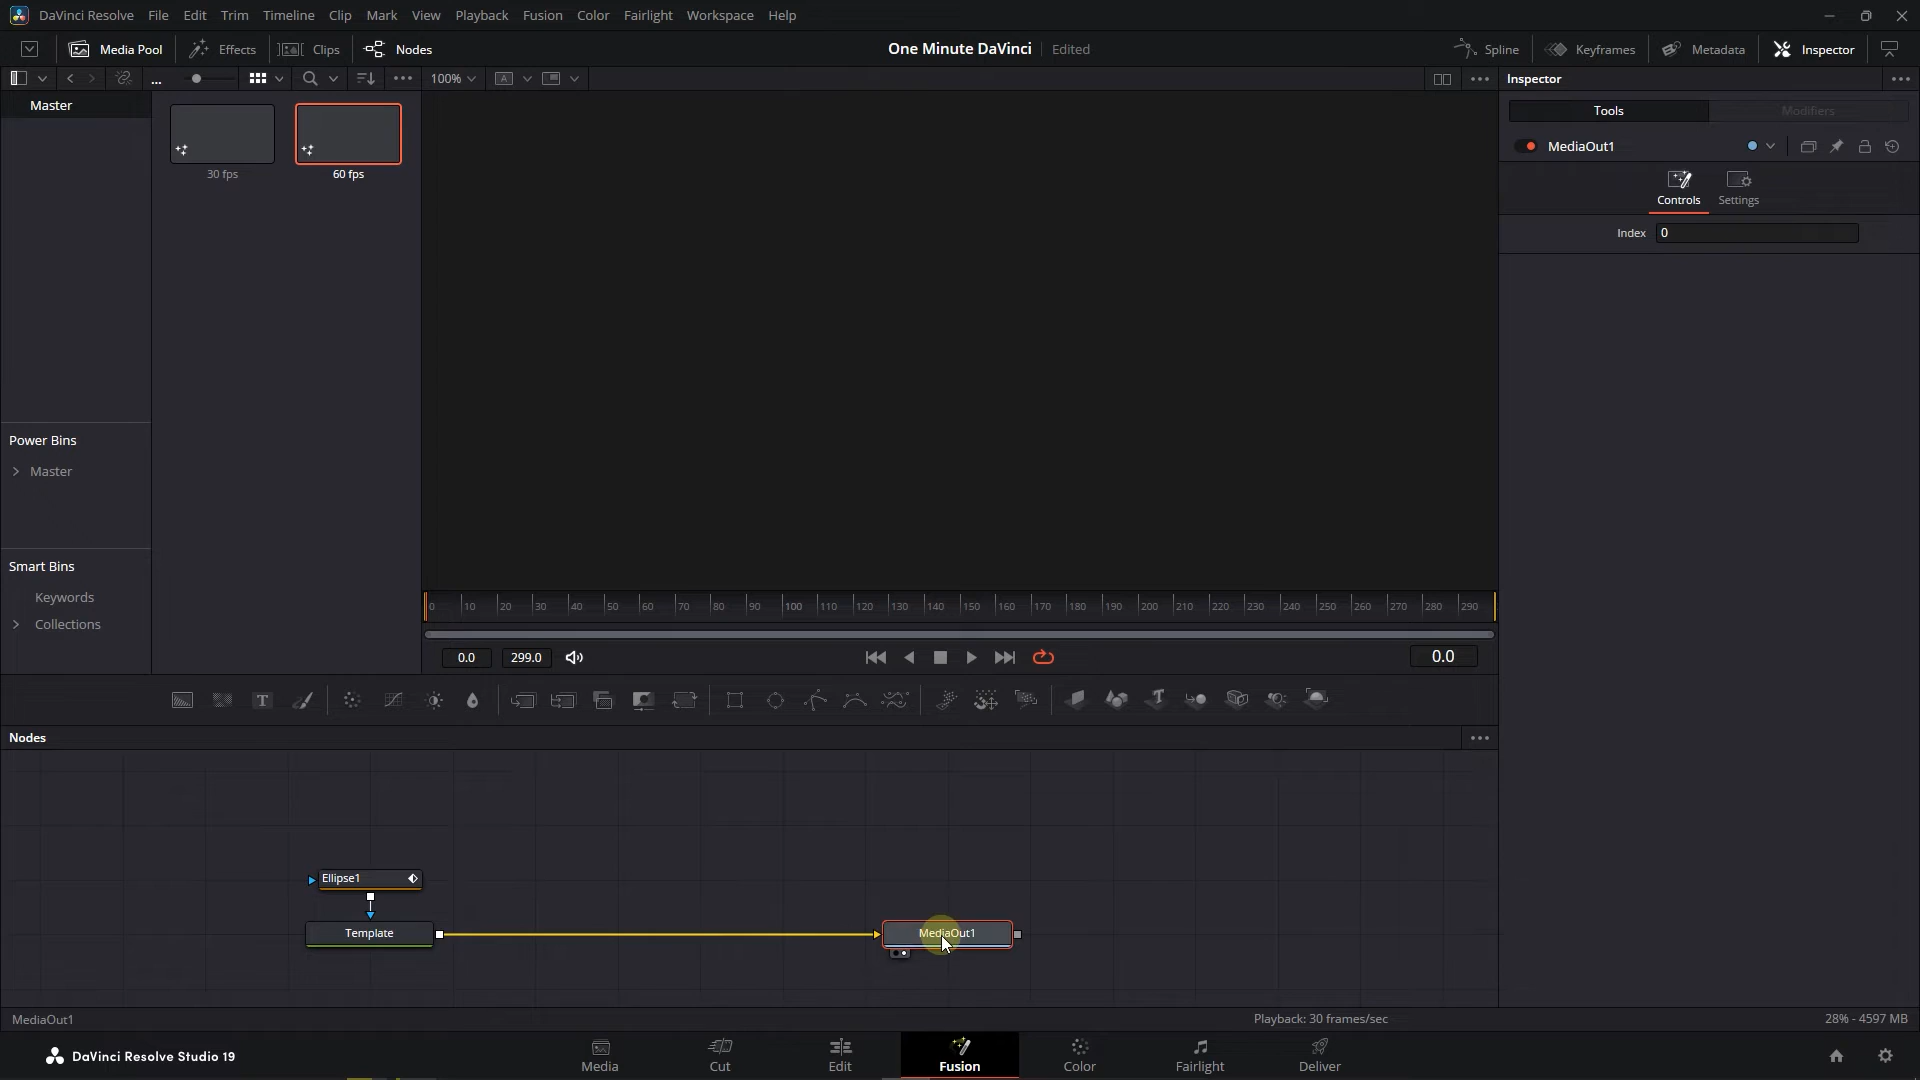 DaVinci Resolve File Edit Trim Timeline Clip Mark View Playback Fusion Color Fairlight Workspace Help
Media Pool Effects Clips Nodes One Minute DaVinci Edited Spline Keyframes Metadata Inspector
... 100% A Inspector
Master
30 fps
60 fps
Tools Modifiers
MediaOut1
Controls Settings
Index 0
Power Bins
Master
Smart Bins
Keywords
Collections
0 10 20 30 40 50 60 70 80 90 100 110 120 130 140 150 160 170 180 190 200 210 220 230 240 250 260 270 280 290
0.0 299.0 0.0
T
Nodes
Ellipse1
Template
MediaOut1
MediaOut1 Playback: 30 frames/sec 28% - 4597 MB
DaVinci Resolve Studio 19
Media Cut Edit Fusion Color Fairlight Deliver